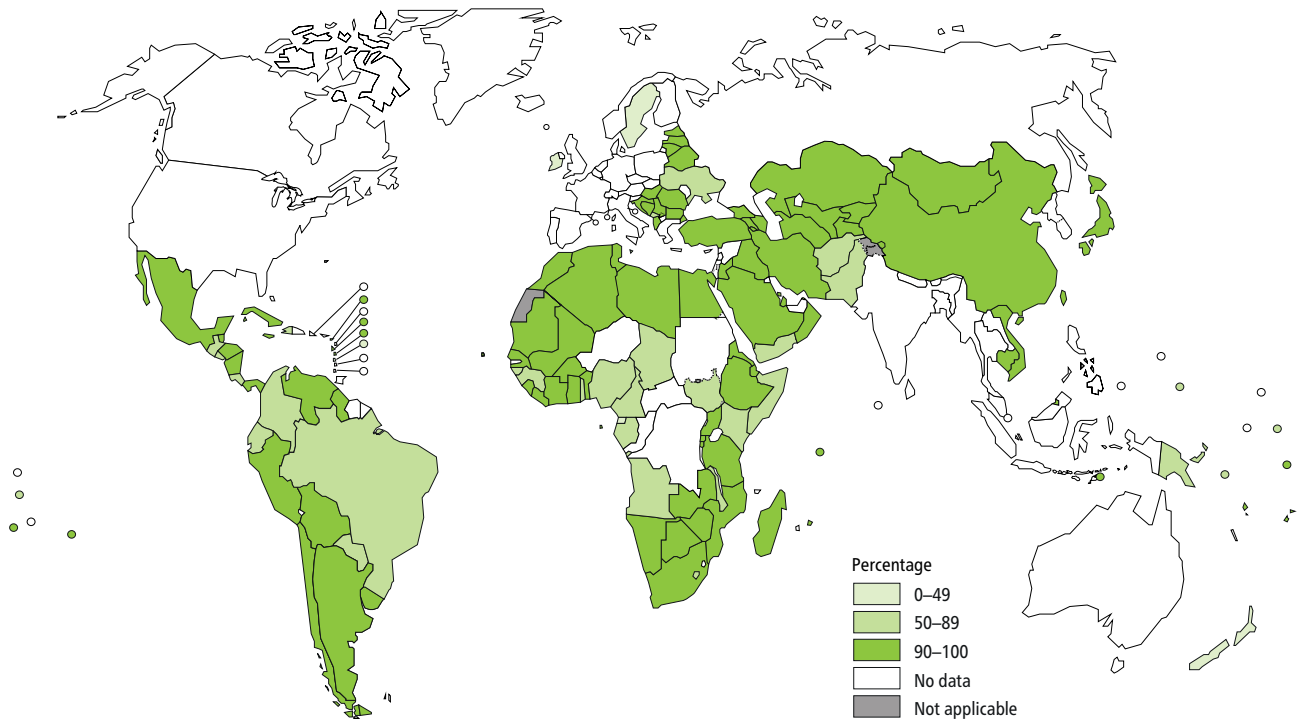 Percentage
0–49
50–89
90–100
No data
Not applicable